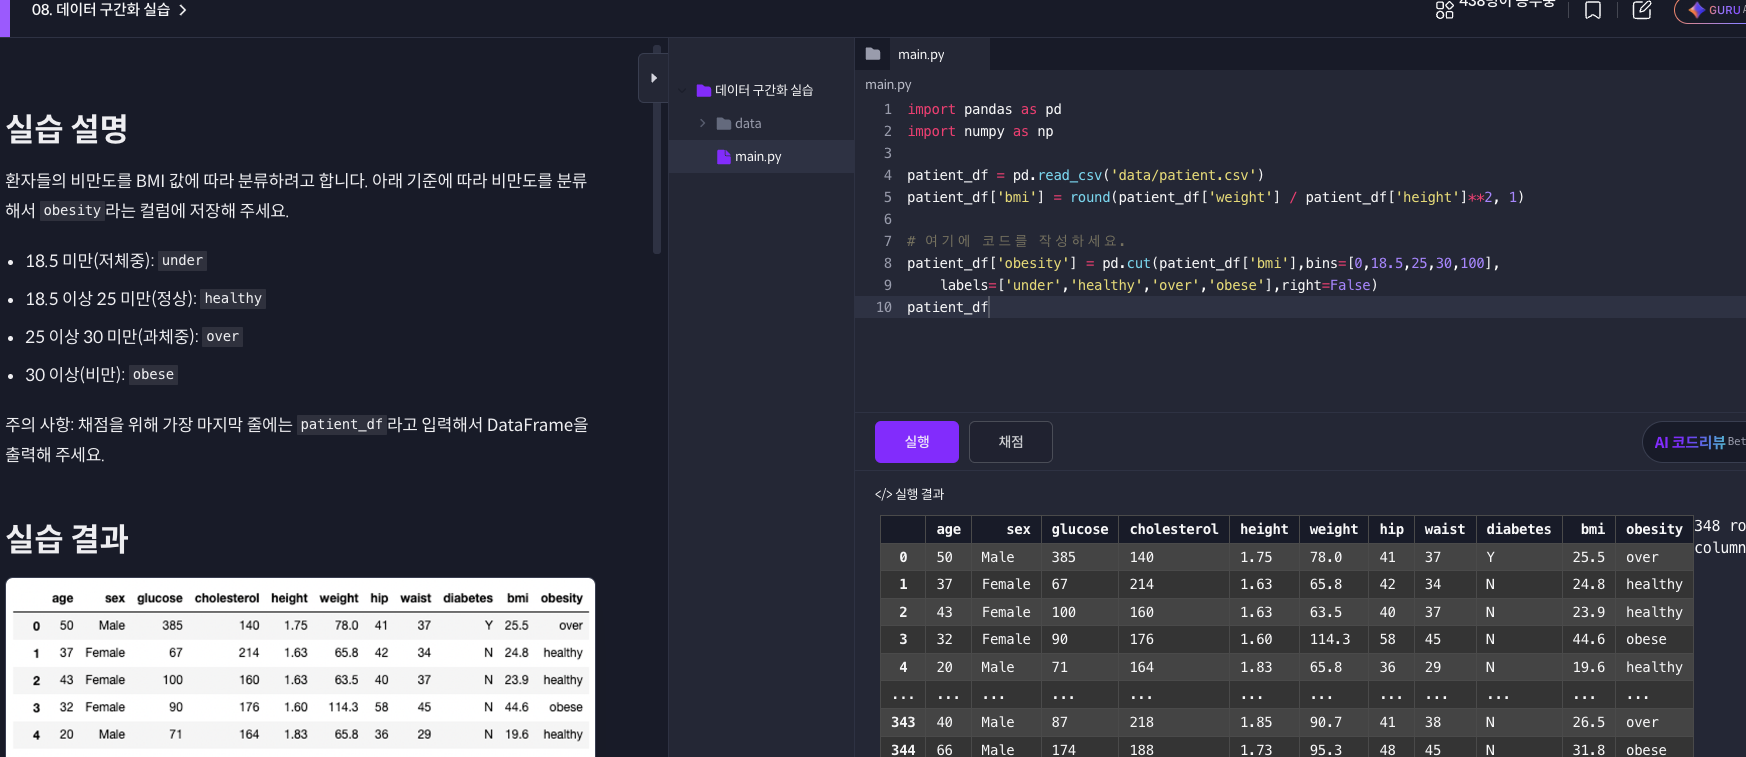 08. 데이터 구간화 실습
GURU
실습 설명
환자들의 비만도를 BMI 값에 따라 분류하려고 합니다. 아래 기준에 따라 비만도를 분류
해서 obesity라는 컬럼에 저장해 주세요.
• 18.5 미만(저체중): under
• 18.5 이상 25 미만(정상): healthy
• 25 이상 30 미만(과체중): over
• 30 이상(비만): obese
주의 사항: 채점을 위해 가장 마지막 줄에는 patient_df라고 입력해서 DataFrame을
출력해 주세요.
실습 결과
age sex glucose cholesterol height weight hip waist diabetes bmi obesity
0 50 Male 385 140 1.75 78.0 41 37 Y 25.5 over
1 37 Female 67 214 1.63 65.8 42 34 N 24.8 healthy
2 43 Female 100 160 1.63 63.5 40 37 N 23.9 healthy
3 32 Female 90 176 1.60 114.3 58 45 N 44.6 obese
4 20 Male 71 164 1.83 65.8 36 29 N 19.6 healthy
데이터 구간화 실습
data
main.py
main.py
main.py
1 import pandas as pd
2 import numpy as np
3
4 patient_df = pd.read_csv('data/patient.csv')
5 patient_df['bmi'] = round(patient_df['weight'] / patient_df['height']**2, 1)
6
7 # 여기에 코드를 작성하세요.
8 patient_df['obesity'] = pd.cut(patient_df['bmi'],bins=[0,18.5,25,30,100],
9 labels=['under','healthy','over','obese'],right=False)
10 patient_df
실행
채점
AI 코드리뷰 Bet
</> 실행 결과
age sex glucose cholesterol height weight hip waist diabetes bmi obesity
0 50 Male 385 140 1.75 78.0 41 37 Y 25.5 over
1 37 Female 67 214 1.63 65.8 42 34 N 24.8 healthy
2 43 Female 100 160 1.63 63.5 40 37 N 23.9 healthy
3 32 Female 90 176 1.60 114.3 58 45 N 44.6 obese
4 20 Male 71 164 1.83 65.8 36 29 N 19.6 healthy
... ... ... ... ... ... ... ... ... ... ... ...
343 40 Male 87 218 1.85 90.7 41 38 N 26.5 over
344 66 Male 174 188 1.73 95.3 48 45 N 31.8 obese
348 ro
column